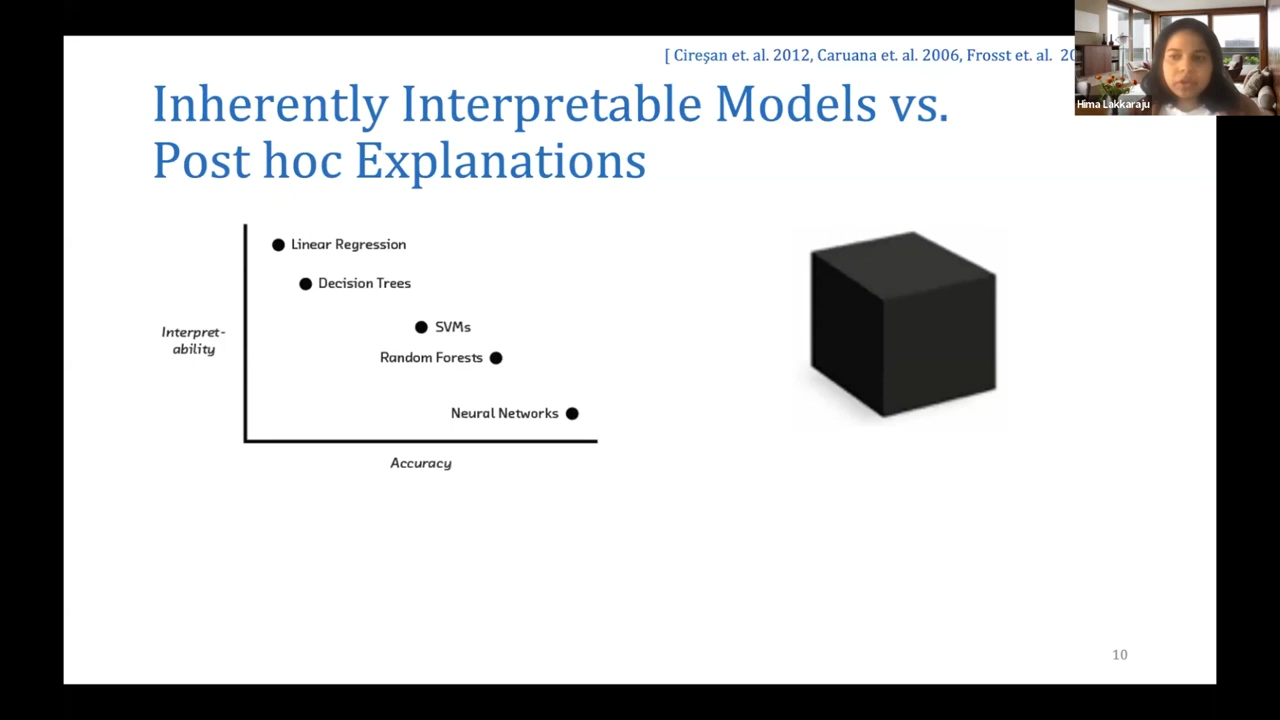 [ Cireşan et. al. 2012, Caruana et. al. 2006, Frosst et. al.
Hima Lakkaraju
Inherently Interpretable Models vs.
Post hoc Explanations
Linear Regression
Decision Trees
SVMs
Random Forests
Neural Networks
Interpret-
ability
Accuracy
10